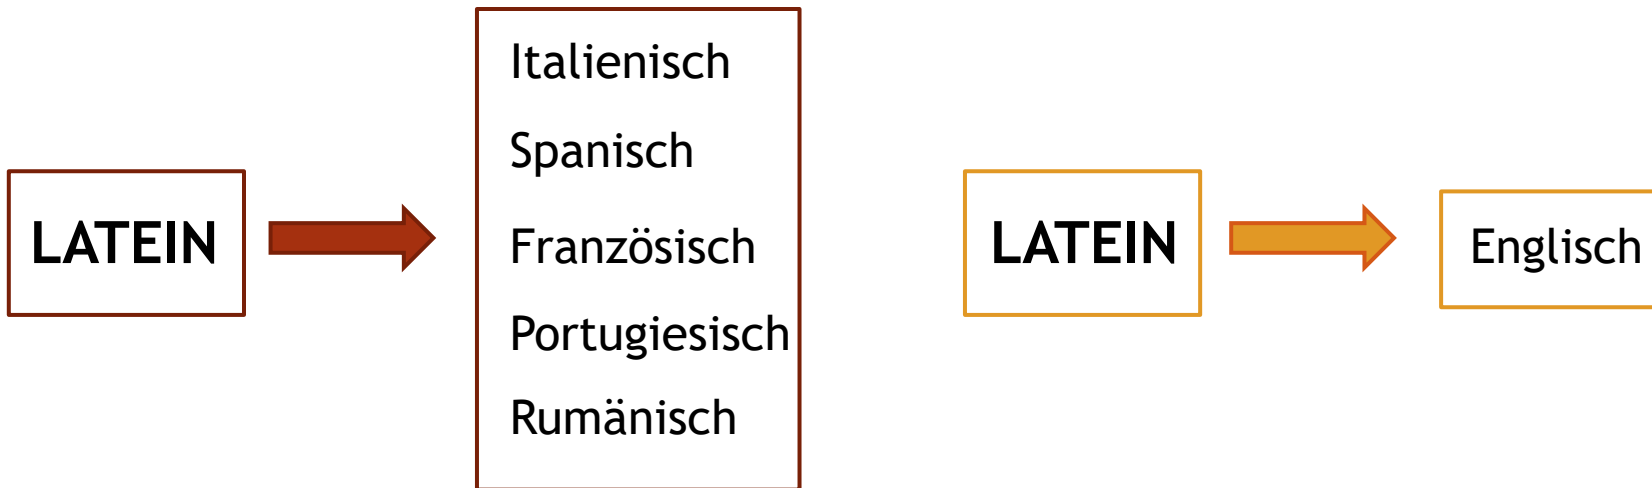 LATEIN
Italienisch
Spanisch
Französisch
Portugiesisch
Rumänisch
LATEIN
Englisch